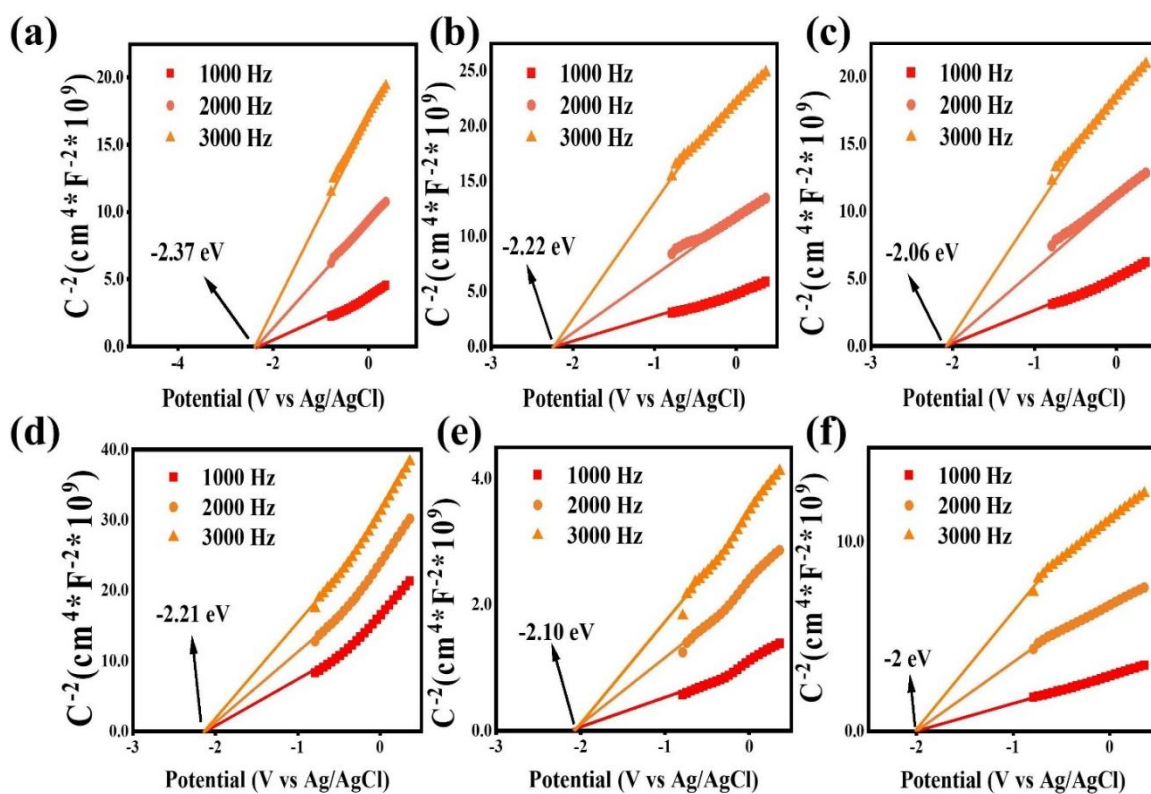 (a)
C⁻²(cm⁴*F⁻²*10⁹)
20.0
15.0
10.0
5.0
0.0
1000 Hz
2000 Hz
3000 Hz
-2.37 eV
-4
-2
0
Potential (V vs Ag/AgCl)
(b)
C⁻²(cm⁴*F⁻²*10⁹)
25.0
20.0
15.0
10.0
5.0
0.0
1000 Hz
2000 Hz
3000 Hz
-2.22 eV
-3
-2
-1
0
Potential (V vs Ag/AgCl)
(c)
C⁻²(cm⁴*F⁻²*10⁹)
20.0
15.0
10.0
5.0
0.0
1000 Hz
2000 Hz
3000 Hz
-2.06 eV
-3
-2
-1
0
Potential (V vs Ag/AgCl)
(d)
C⁻²(cm⁴*F⁻²*10⁹)
40.0
30.0
20.0
10.0
0.0
1000 Hz
2000 Hz
3000 Hz
-2.21 eV
-3
-2
-1
0
Potential (V vs Ag/AgCl)
(e)
C⁻²(cm⁴*F⁻²*10⁹)
4.0
2.0
0.0
1000 Hz
2000 Hz
3000 Hz
-2.10 eV
-3
-2
-1
0
Potential (V vs Ag/AgCl)
(f)
C⁻²(cm⁴*F⁻²*10⁹)
10.0
0.0
1000 Hz
2000 Hz
3000 Hz
-2 eV
-2
-1
0
Potential (V vs Ag/AgCl)